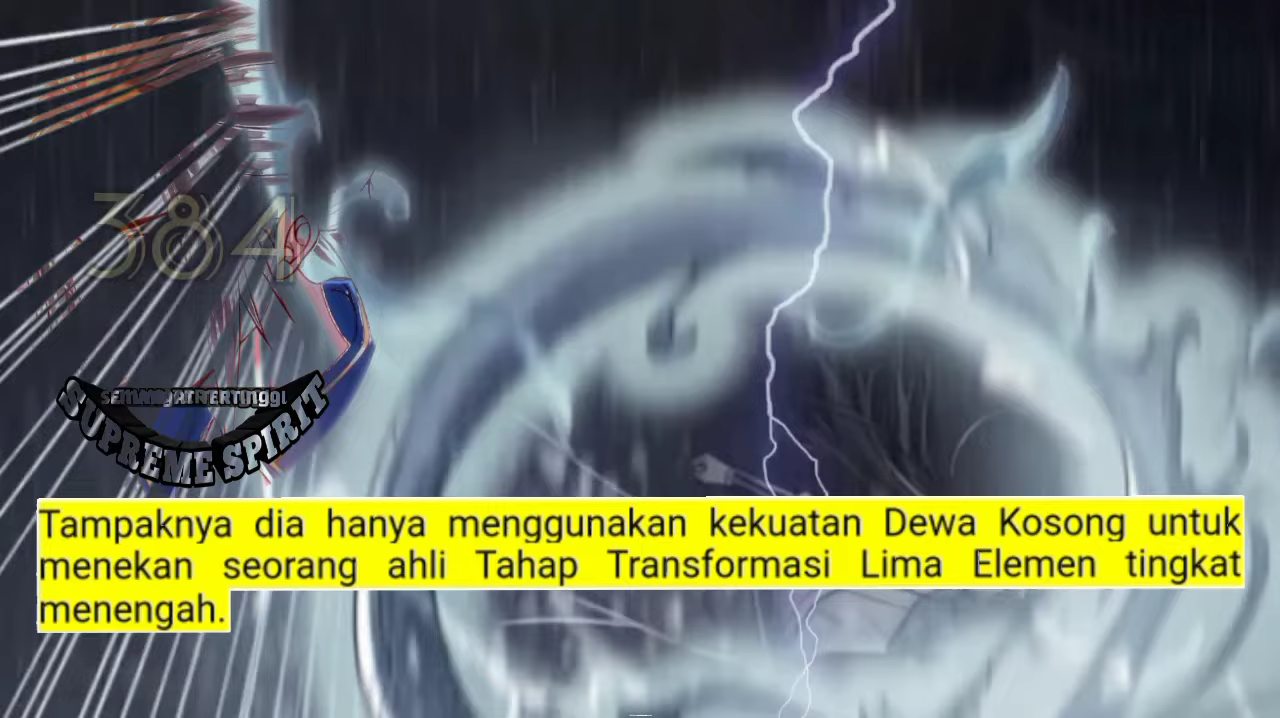 384
SUPREME SPIRIT
Tampaknya dia hanya menggunakan kekuatan Dewa Kosong untuk
menekan seorang ahli Tahap Transformasi Lima Elemen tingkat
menengah.